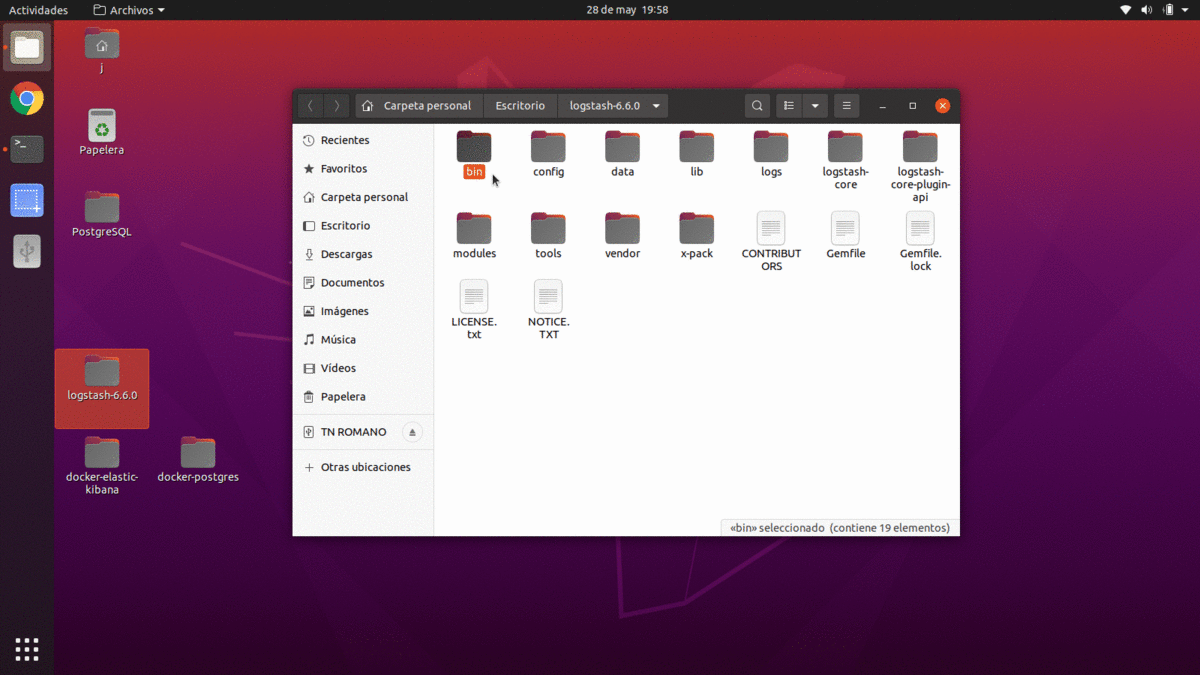 Actividades
Archivos
28 de may 19:58
j
Papelera
PostgreSQL
logstash-6.6.0
docker-elastic-
kibana
docker-postgres
Carpeta personal
Escritorio
logstash-6.6.0
Recientes
Favoritos
Carpeta personal
Escritorio
Descargas
Documentos
Imágenes
Música
Vídeos
Papelera
TN ROMANO
Otras ubicaciones
bin
config
data
lib
logs
logstash-
core
logstash-
core-plugin-
api
modules
tools
vendor
x-pack
CONTRIBUT
ORS
Gemfile
Gemfile.
lock
LICENSE.
txt
NOTICE.
TXT
«bin» seleccionado (contiene 19 elementos)